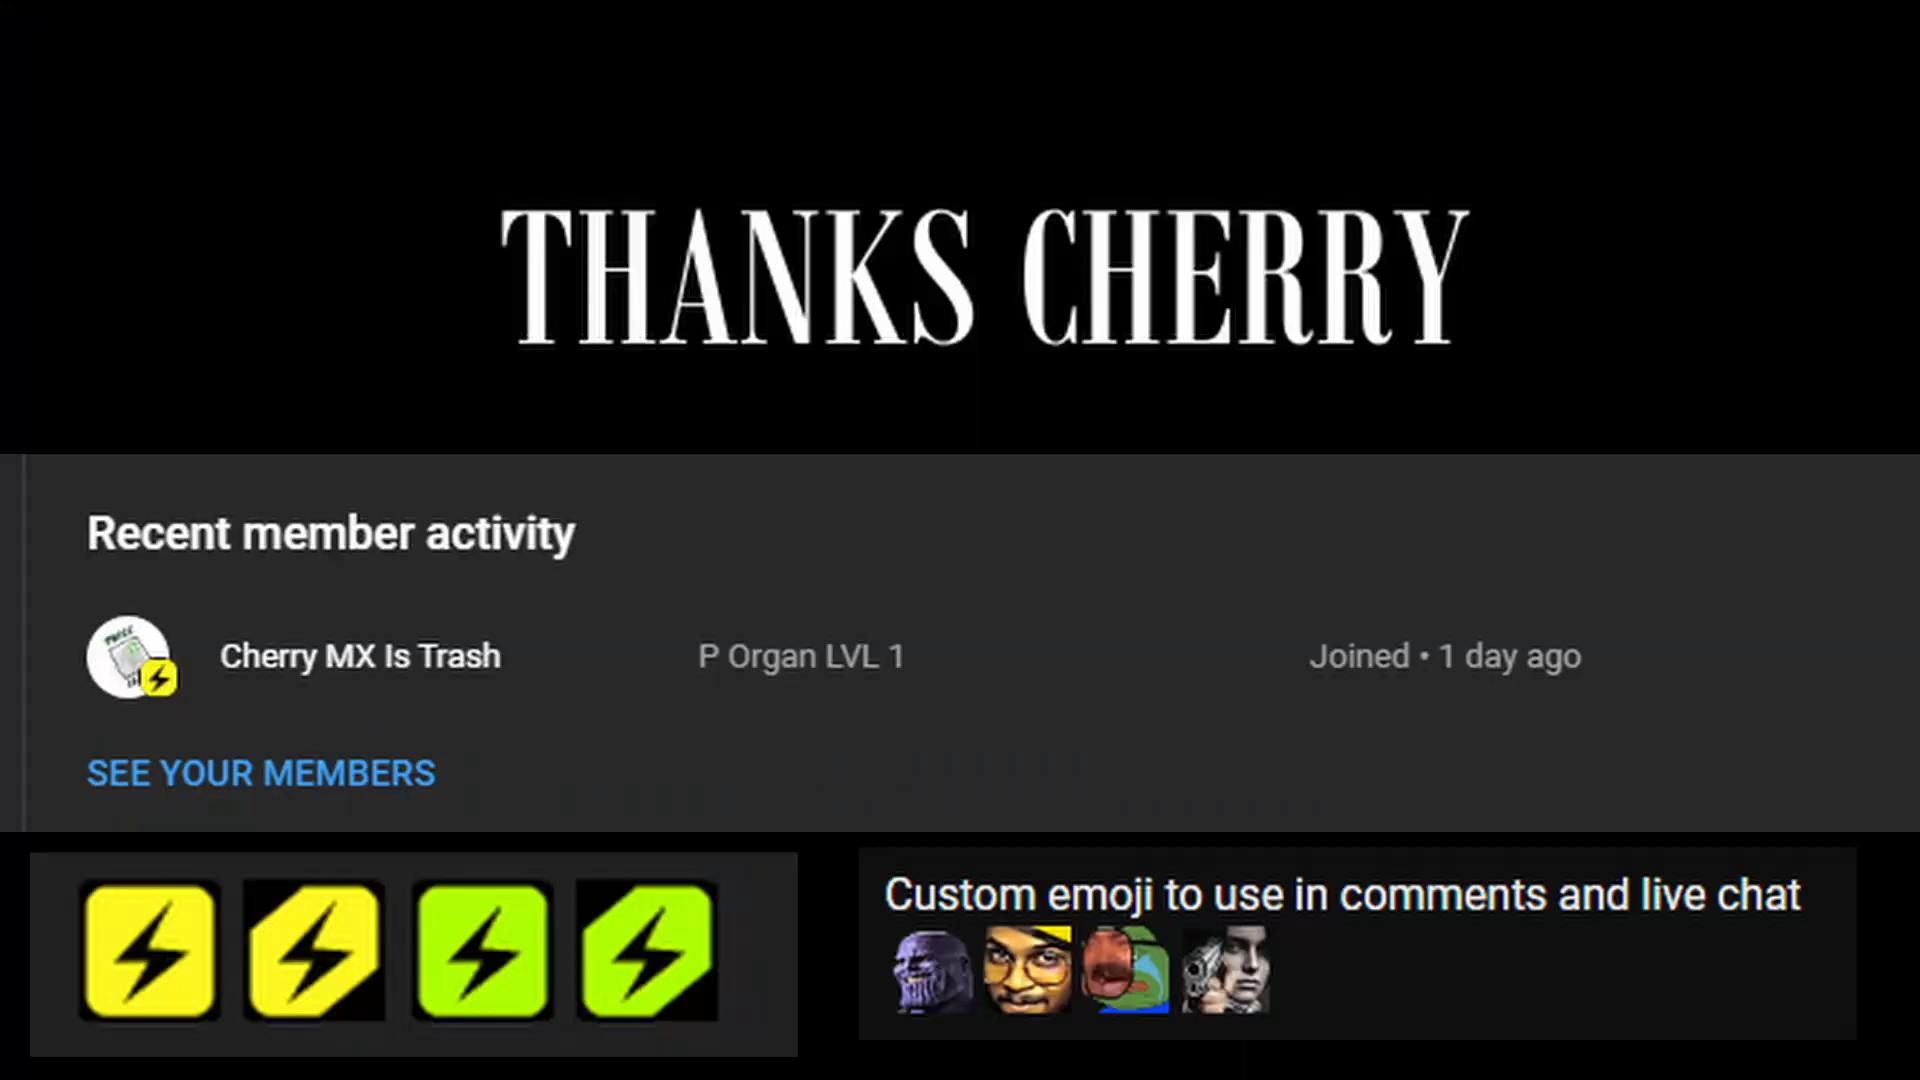 THANKS CHERRY
Recent member activity
Cherry MX Is Trash P Organ LVL 1 Joined • 1 day ago
SEE YOUR MEMBERS
Custom emoji to use in comments and live chat